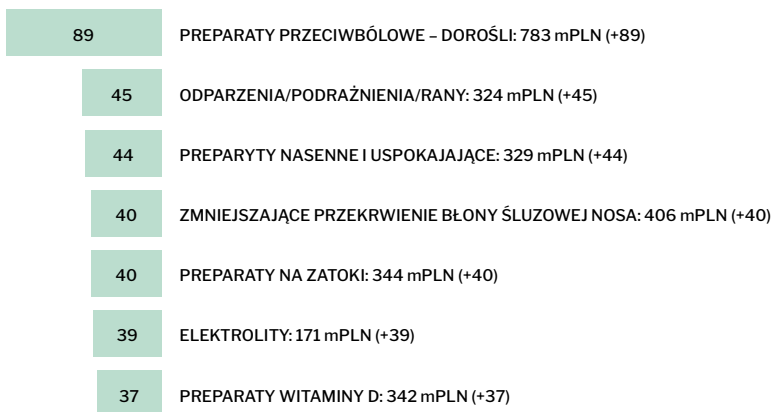 89 PREPARATY PRZECIWBÓLOWE – DOROŚLI: 783 mPLN (+89)
45 ODPARZENIA/PODRAŻNIENIA/RANY: 324 mPLN (+45)
44 PREPARYTY NASENNE I USPOKAJAJĄCE: 329 mPLN (+44)
40 ZMNIEJSZAJĄCE PRZEKRWIENIE BŁONY ŚLUZOWEJ NOSA: 406 mPLN (+40)
40 PREPARATY NA ZATOKI: 344 mPLN (+40)
39 ELEKTROLITY: 171 mPLN (+39)
37 PREPARATY WITAMINY D: 342 mPLN (+37)